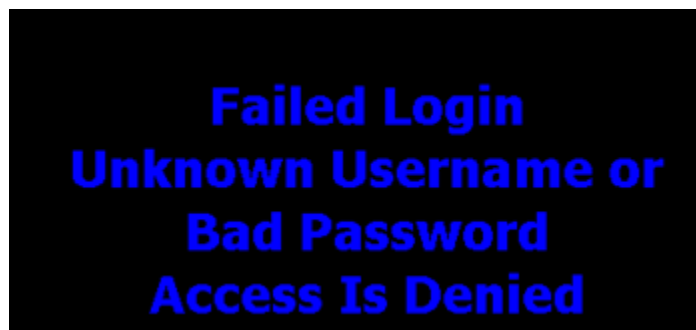 Failed Login
Unknown Username or
Bad Password
Access Is Denied